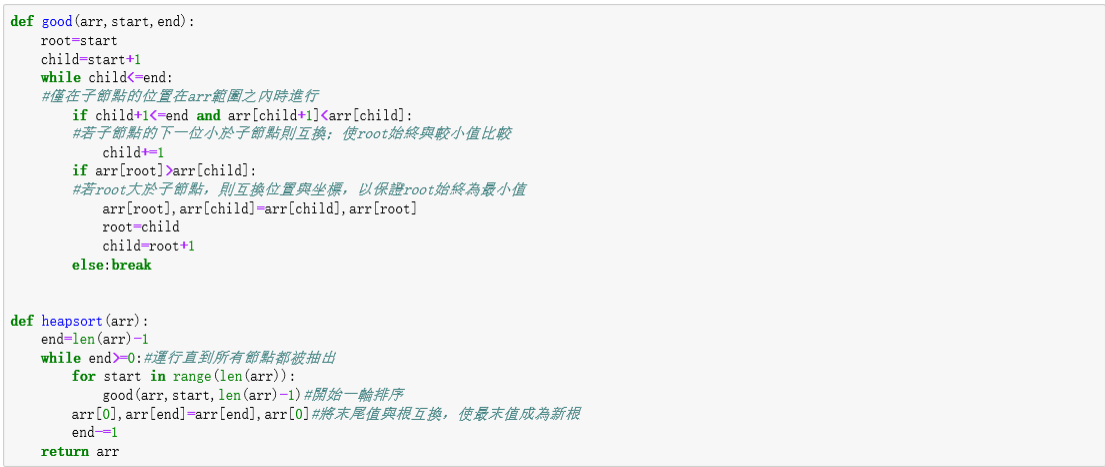 def good(arr,start,end):
    root=start
    child=start+1
    while child<=end:
    #僅在子節點的位置在arr範圍之內時進行
        if child+1<=end and arr[child+1]<arr[child]:
        #若子節點的下一位小於子節點則互換；使root始終與較小值比較
            child+=1
        if arr[root]>arr[child]:
        #若root大於子節點，則互換位置與坐標，以保證root始終為最小值
            arr[root],arr[child]=arr[child],arr[root]
            root=child
            child=root+1
        else:break
def heapsort(arr):
    end=len(arr)-1
    while end>=0:#運行直到所有節點都被抽出
        for start in range(len(arr)):
            good(arr,start,len(arr)-1)#開始一輪排序
        arr[0],arr[end]=arr[end],arr[0]#將末尾值與根互換，使最末值成為新根
        end-=1
    return arr